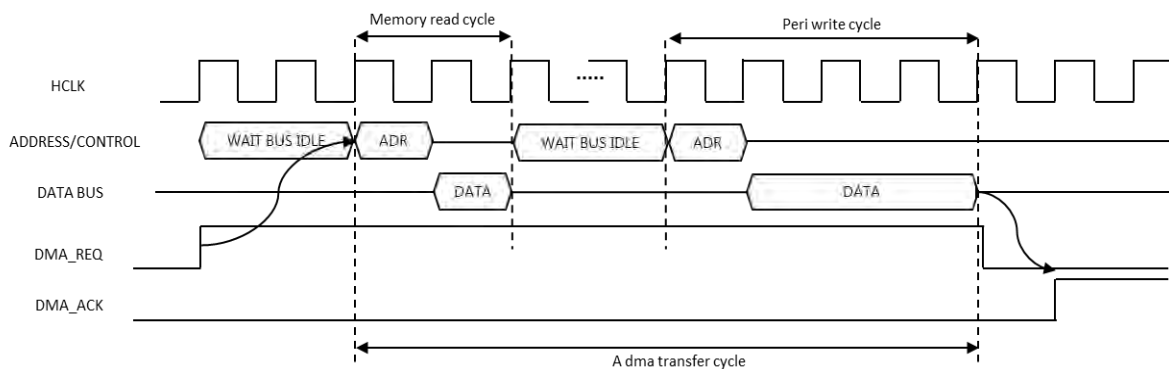 Memory read cycle
Peri write cycle
HCLK
.....
ADDRESS/CONTROL
WAIT BUS IDLE
ADR
WAIT BUS IDLE
ADR
DATA BUS
DATA
DATA
DMA_REQ
DMA_ACK
A dma transfer cycle